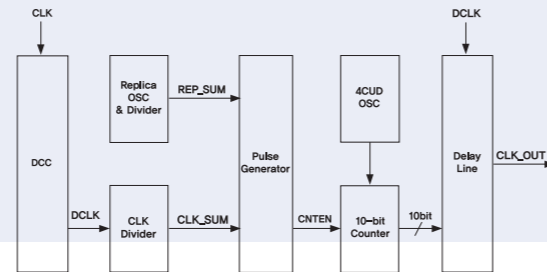 CLK
DCLK
Replica
OSC
& Divider
REP_SUM
4CUD
OSC
DCC
Pulse
Generator
Delay
Line
CLK_OUT
DCLK
CLK
Divider
CLK_SUM
CNTEN
10-bit
Counter
10bit